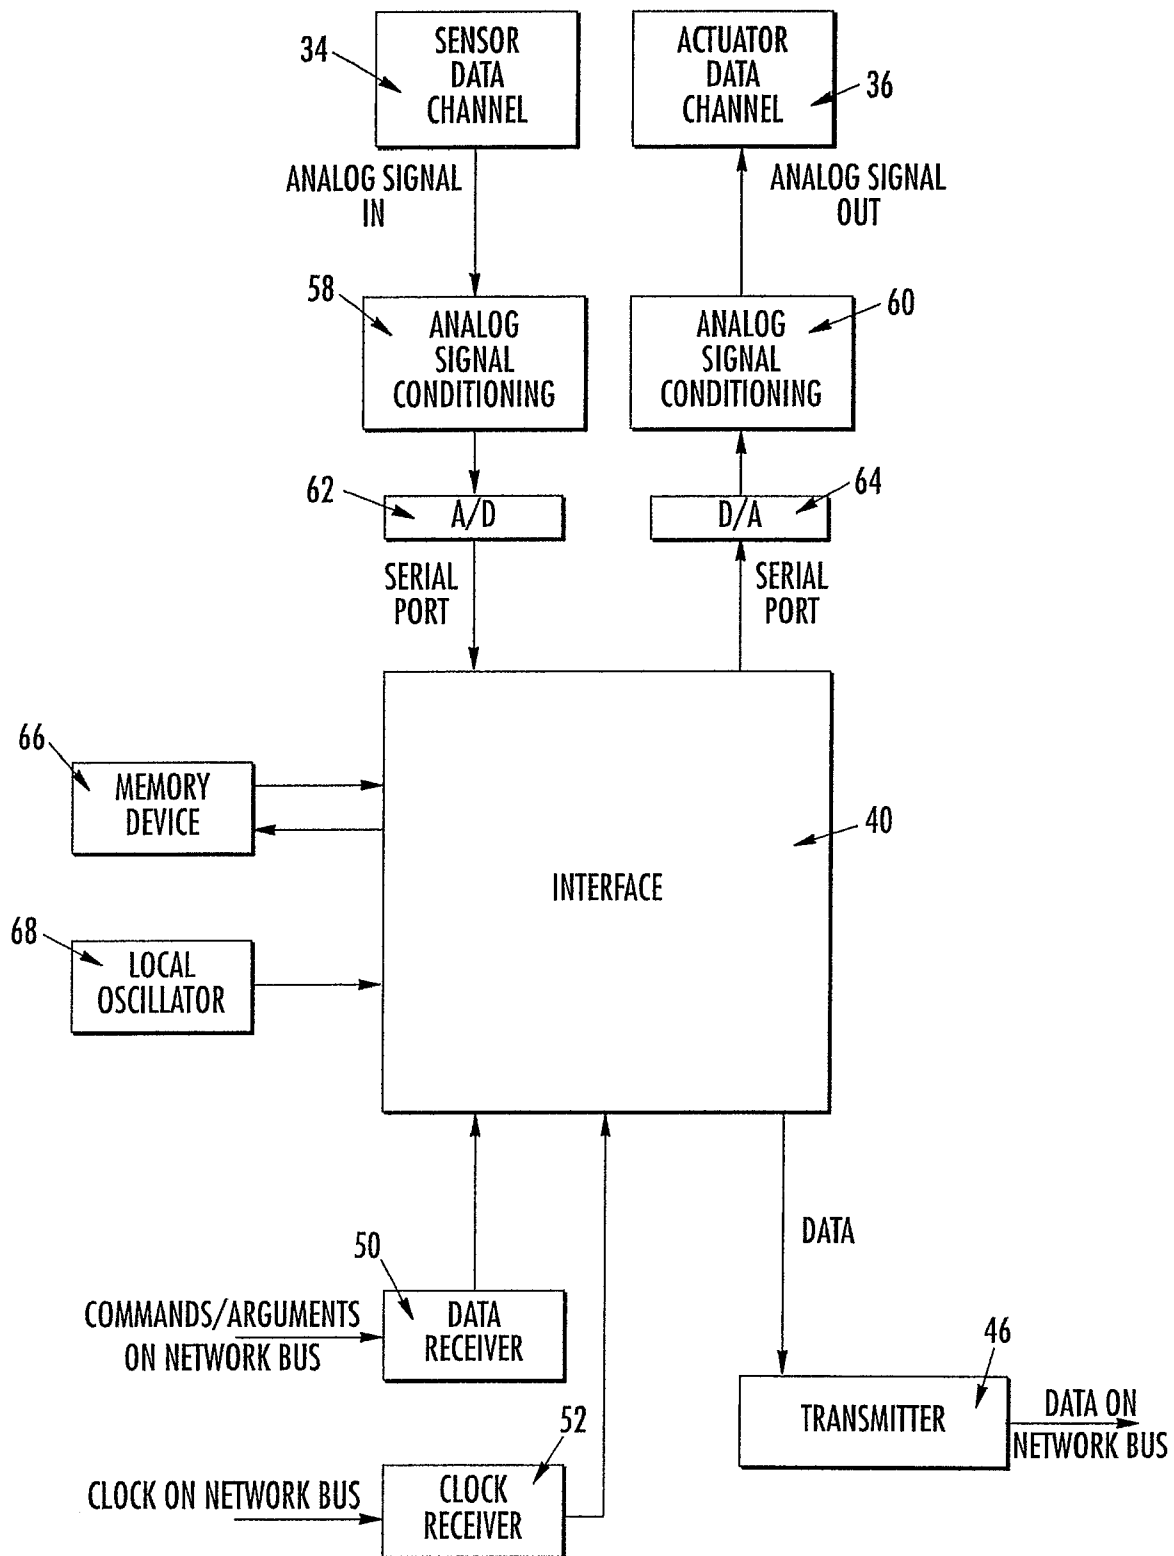 34
SENSOR
DATA
CHANNEL
ACTUATOR
DATA
CHANNEL
36
ANALOG SIGNAL
IN
ANALOG SIGNAL
OUT
58
ANALOG
SIGNAL
CONDITIONING
60
ANALOG
SIGNAL
CONDITIONING
62
A/D
64
D/A
SERIAL
PORT
SERIAL
PORT
66
MEMORY
DEVICE
40
INTERFACE
68
LOCAL
OSCILLATOR
DATA
50
COMMANDS/ARGUMENTS
ON NETWORK BUS
DATA
RECEIVER
46
TRANSMITTER
DATA ON
NETWORK BUS
52
CLOCK ON NETWORK BUS
CLOCK
RECEIVER